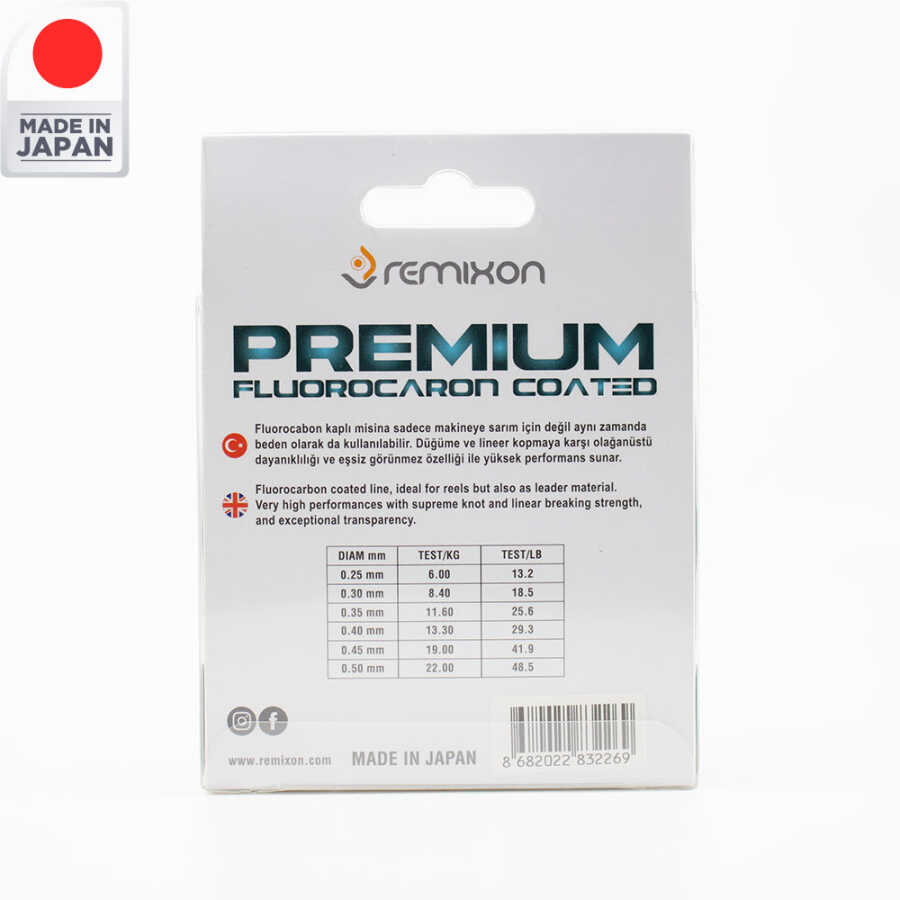 MADE IN
JAPAN
remixon
PREMIUM
FLUOROCARON COATED
Fluorocabon kaplı misina sadece makineye sarım için değil aynı zamanda
beden olarak da kullanılabilir. Düğüme ve lineer kopmaya karşı olağanüstü
dayanıklılığı ve eşsiz görünmez özelliği ile yüksek performans sunar.
Fluorocarbon coated line, ideal for reels but also as leader material.
Very high performances with supreme knot and linear breaking strength,
and exceptional transparency.
DIAM mm TEST/KG TEST/LB
0.25 mm 6.00 13.2
0.30 mm 8.40 18.5
0.35 mm 11.60 25.6
0.40 mm 13.30 29.3
0.45 mm 19.00 41.9
0.50 mm 22.00 48.5
www.remixon.com MADE IN JAPAN
8 682022 832269